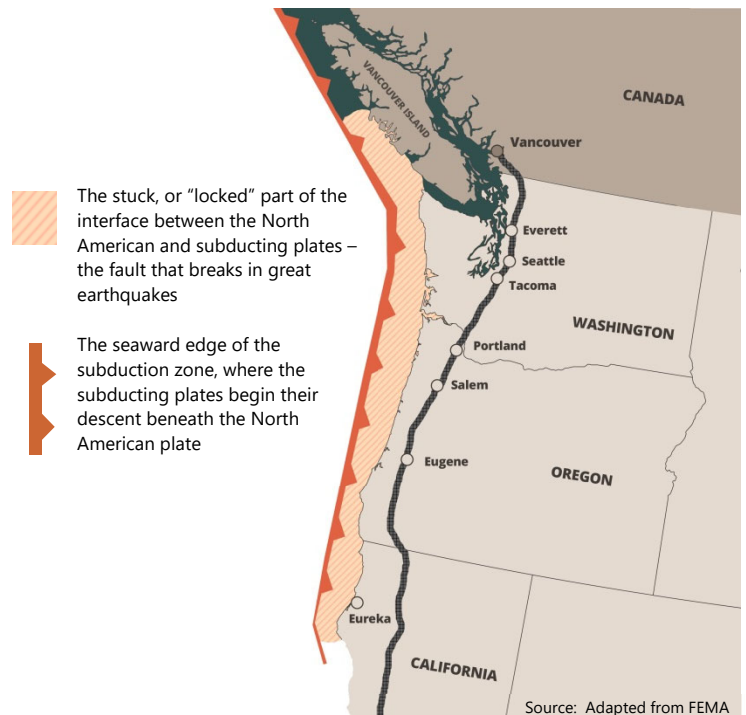 The stuck, or “locked” part of the
interface between the North
American and subducting plates –
the fault that breaks in great
earthquakes
The seaward edge of the
subduction zone, where the
subducting plates begin their
descent beneath the North
American plate
VANCOUVER ISLAND
CANADA
Vancouver
Everett
Seattle
Tacoma
WASHINGTON
Portland
Salem
Eugene
OREGON
Eureka
CALIFORNIA
Source: Adapted from FEMA